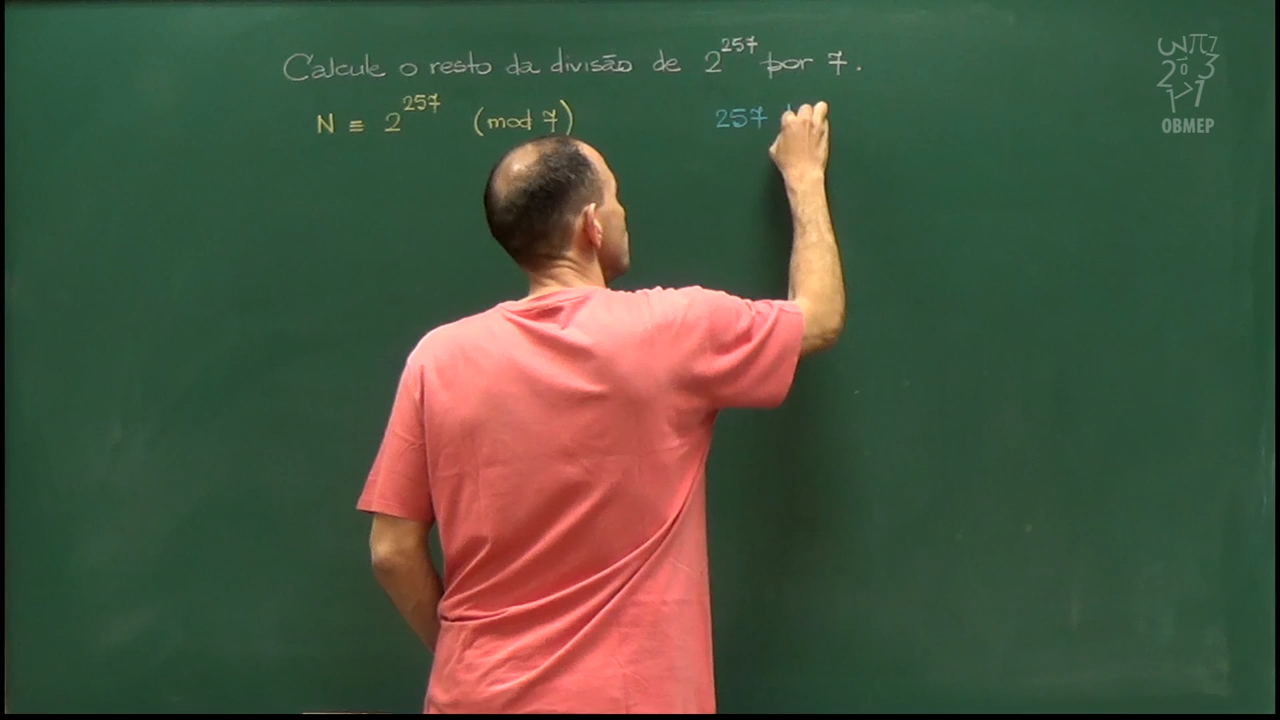 Calcule o resto da divisão de 2^257 por 7.
N ≡ 2^257 (mod 7)
257
OBMEP